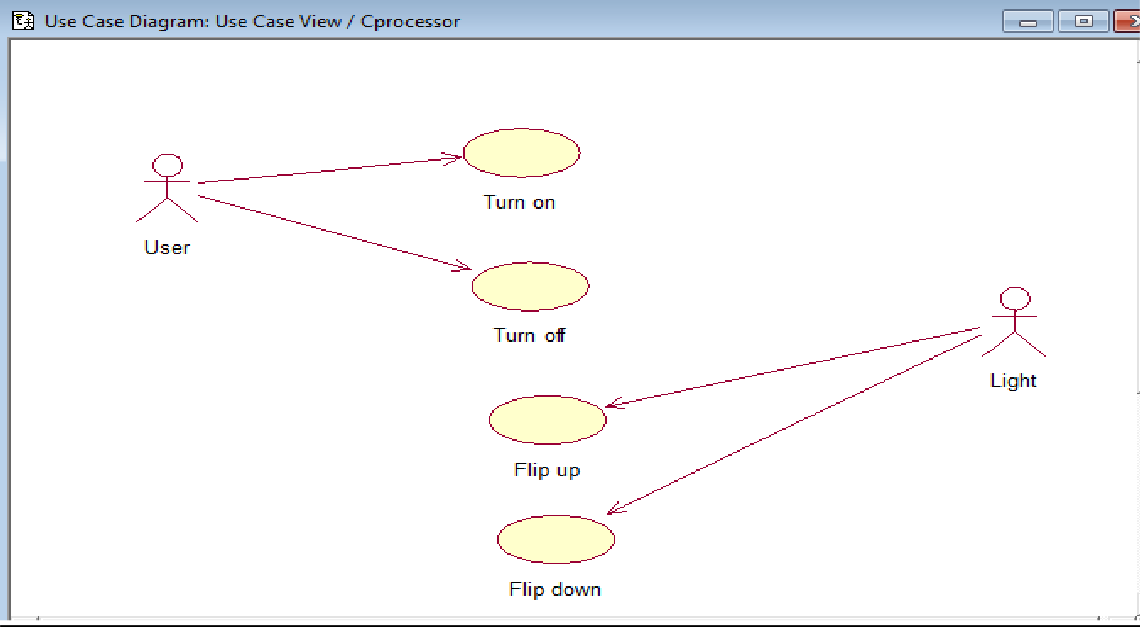 Use Case Diagram: Use Case View / Cprocessor
Turn on
User
Turn off
Light
Flip up
Flip down